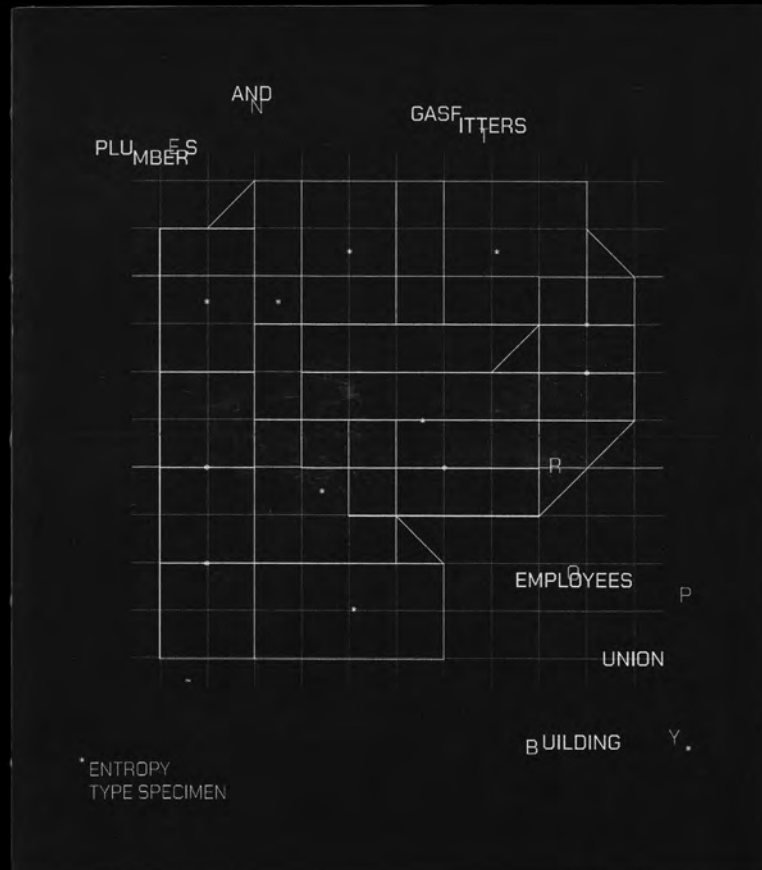 AND
N
GASFITTERS
T
PLUMBERS
E
R
O
EMPLOYEES
P
UNION
BUILDING
Y*
*ENTROPY
TYPE SPECIMEN